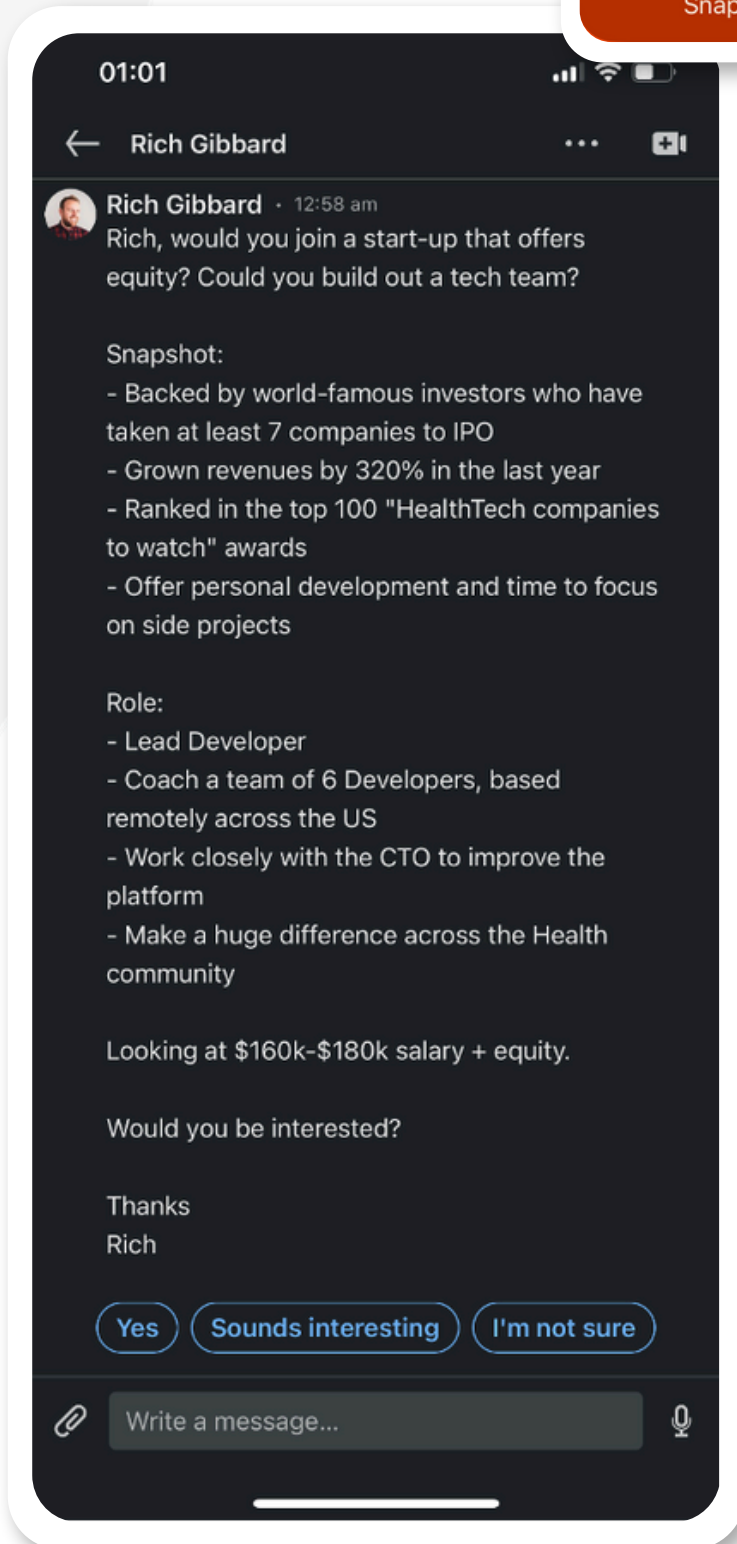 Snap
01:01
Rich Gibbard
Rich Gibbard · 12:58 am
Rich, would you join a start-up that offers
equity? Could you build out a tech team?
Snapshot:
- Backed by world-famous investors who have
taken at least 7 companies to IPO
- Grown revenues by 320% in the last year
- Ranked in the top 100 "HealthTech companies
to watch" awards
- Offer personal development and time to focus
on side projects
Role:
- Lead Developer
- Coach a team of 6 Developers, based
remotely across the US
- Work closely with the CTO to improve the
platform
- Make a huge difference across the Health
community
Looking at $160k-$180k salary + equity.
Would you be interested?
Thanks
Rich
Yes Sounds interesting I'm not sure
Write a message...